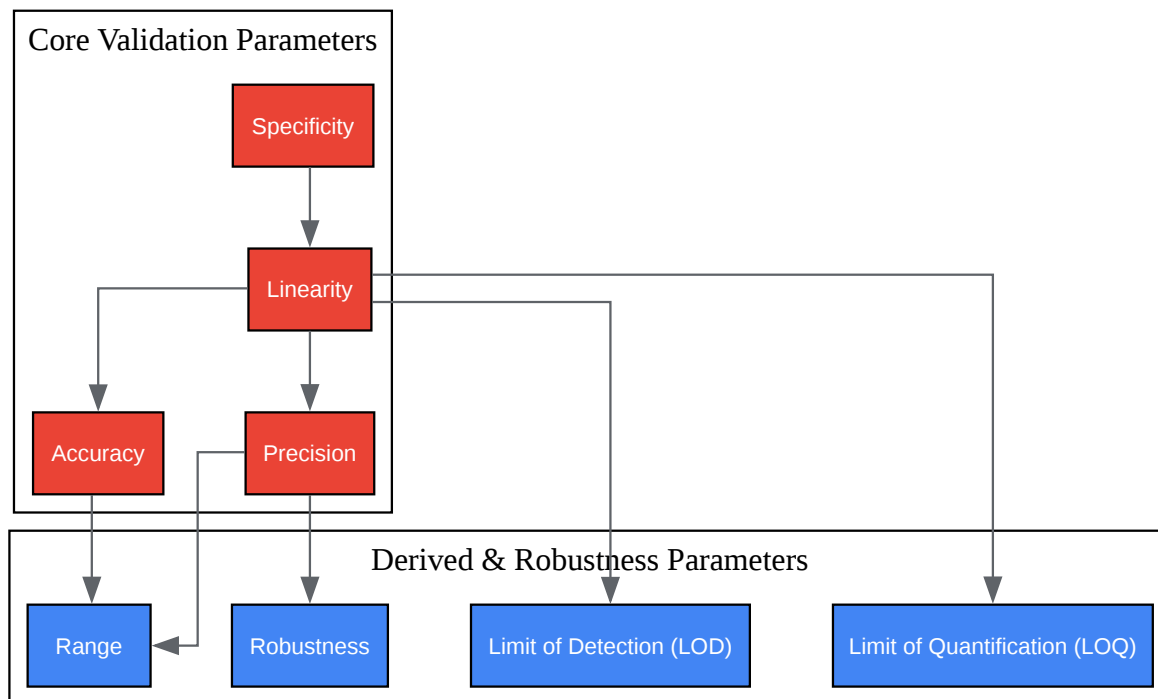 Core Validation Parameters
Specificity
Linearity
Accuracy
Precision
Derived & Robustness Parameters
Range
Robustness
Limit of Detection (LOD)
Limit of Quantification (LOQ)